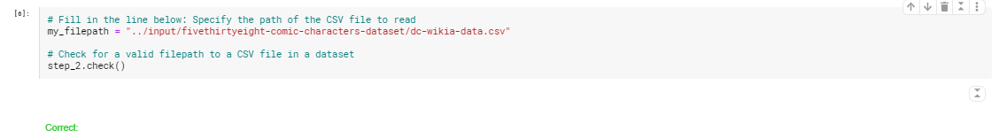 [6]:
# Fill in the line below: Specify the path of the CSV file to read
my_filepath = "../input/fivethirtyeight-comic-characters-dataset/dc-wikia-data.csv"
# Check for a valid filepath to a CSV file in a dataset
step_2.check()
Correct: